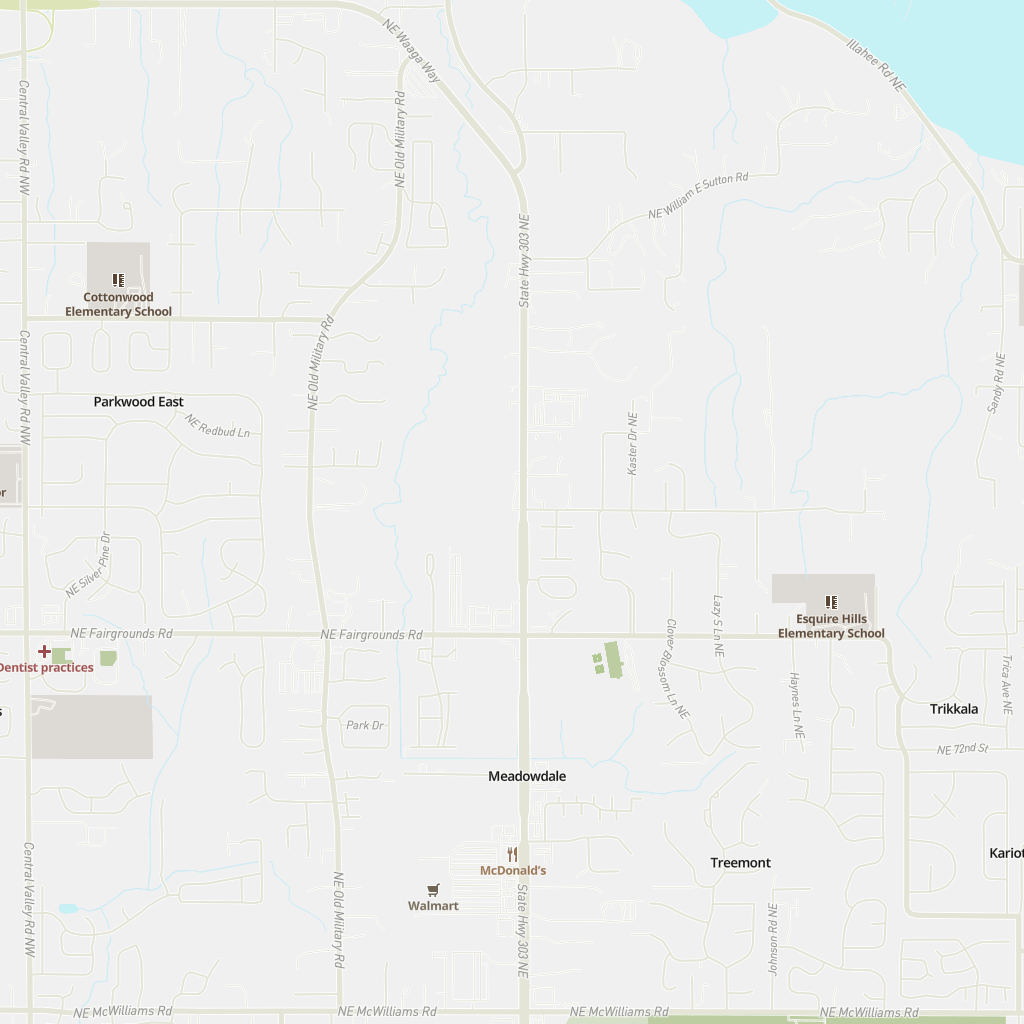 NE Waaga Way
Illahee Rd NE
Central Valley Rd NW
NE Old Military Rd
NE William E Sutton Rd
State Hwy 303 NE
Cottonwood
Elementary School
NE Old Military Rd
Central Valley Rd NW
Sandy Rd NE
Parkwood East
NE Redbud Ln
Kaster Dr NE
or
NE Silver Pine Dr
Lazy S Ln NE
Clover Blossom Ln NE
Esquire Hills
Elementary School
NE Fairgrounds Rd
NE Fairgrounds Rd
Dentist practices
Haynes Ln NE
Trica Ave NE
s
Trikkala
Park Dr
NE 72nd St
Meadowdale
Central Valley Rd NW
McDonald's
Treemont
Kariot
Walmart
NE Old Military Rd
State Hwy 303 NE
Johnson Rd NE
NE McWilliams Rd
NE McWilliams Rd
NE McWilliams Rd
NE McWilliams Rd